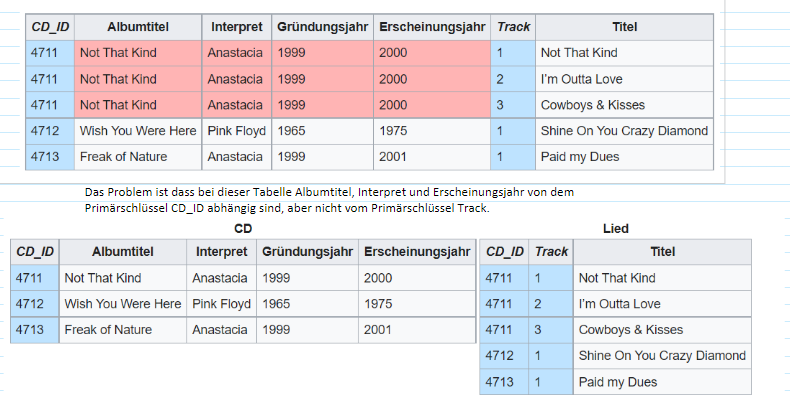 CD_ID Albumtitel Interpret Gründungsjahr Erscheinungsjahr Track Titel
4711 Not That Kind Anastacia 1999 2000 1 Not That Kind
4711 Not That Kind Anastacia 1999 2000 2 I'm Outta Love
4711 Not That Kind Anastacia 1999 2000 3 Cowboys & Kisses
4712 Wish You Were Here Pink Floyd 1965 1975 1 Shine On You Crazy Diamond
4713 Freak of Nature Anastacia 1999 2001 1 Paid my Dues
Das Problem ist dass bei dieser Tabelle Albumtitel, Interpret und Erscheinungsjahr von dem
Primärschlüssel CD_ID abhängig sind, aber nicht vom Primärschlüssel Track.
CD
CD_ID Albumtitel Interpret Gründungsjahr Erscheinungsjahr
4711 Not That Kind Anastacia 1999 2000
4712 Wish You Were Here Pink Floyd 1965 1975
4713 Freak of Nature Anastacia 1999 2001
Lied
CD_ID Track Titel
4711 1 Not That Kind
4711 2 I'm Outta Love
4711 3 Cowboys & Kisses
4712 1 Shine On You Crazy Diamond
4713 1 Paid my Dues